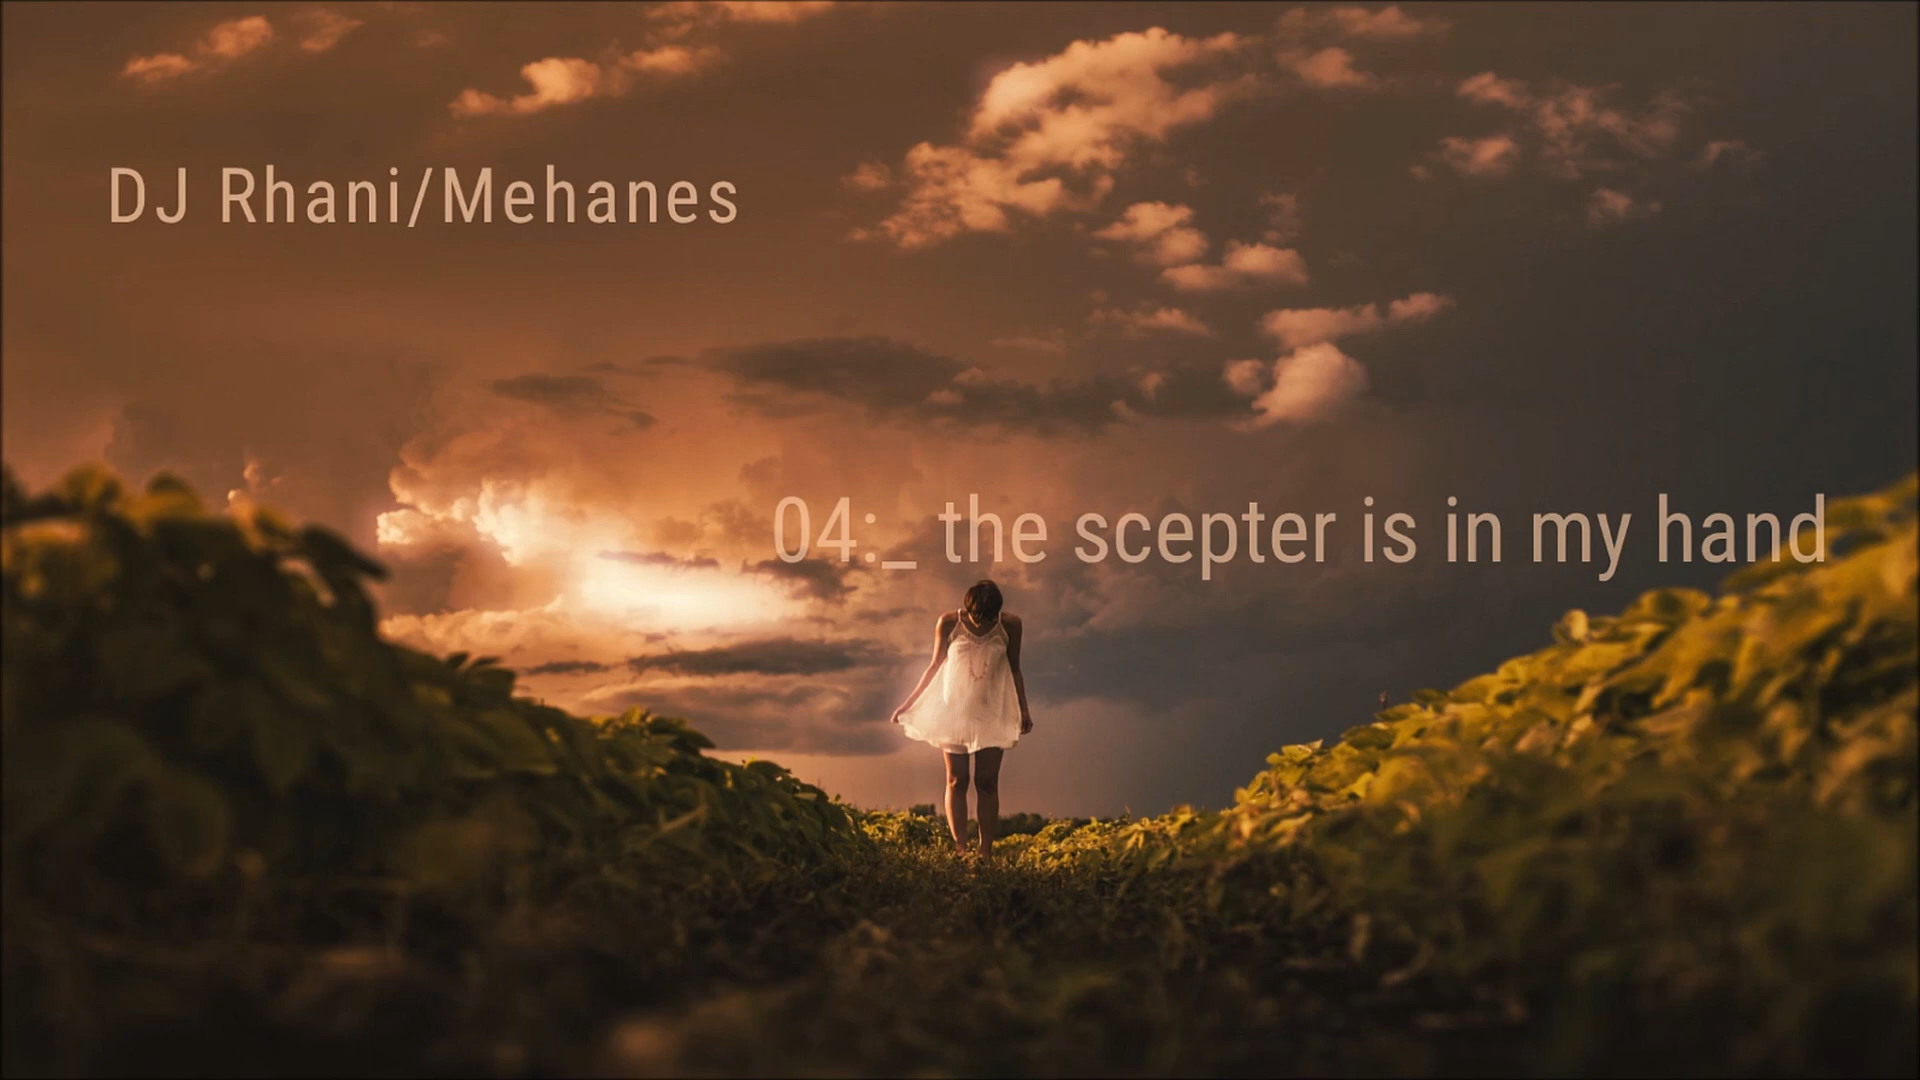 DJ Rhani/Mehanes
04:_ the scepter is in my hand